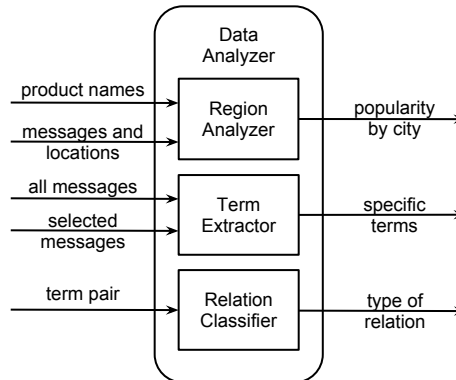 Data
Analyzer
product names
messages and
locations
Region
Analyzer
popularity
by city
all messages
selected
messages
Term
Extractor
specific
terms
term pair
Relation
Classifier
type of
relation